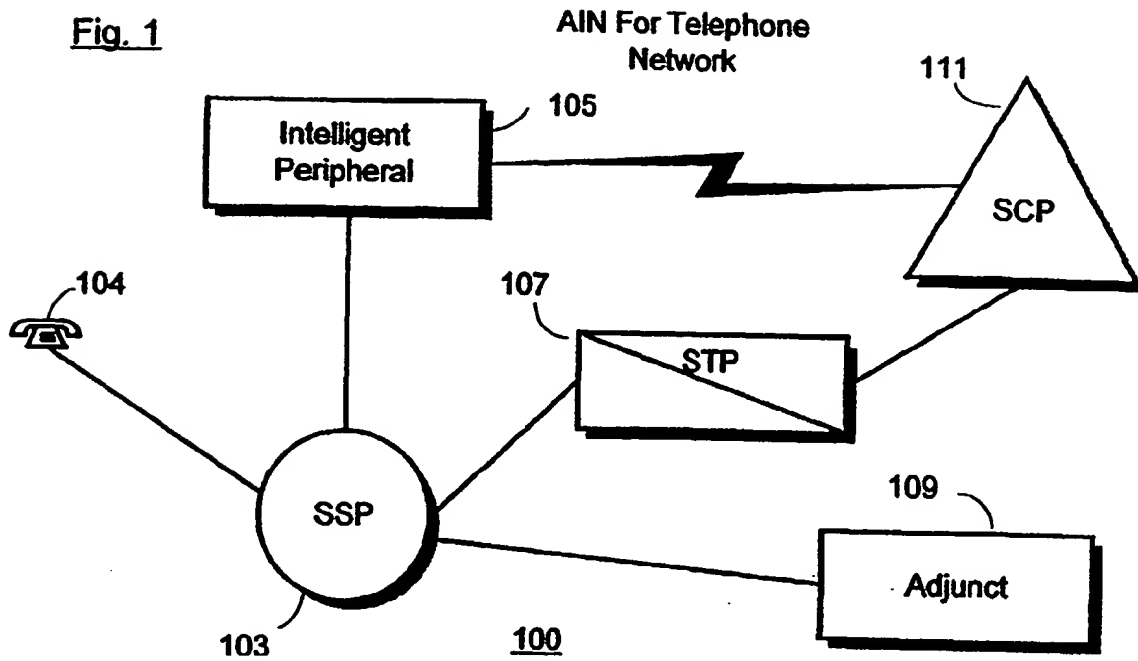 Fig. 1
AIN For Telephone
Network
111
105
Intelligent
Peripheral
SCP
104
107
STP
SSP
109
Adjunct
103
100